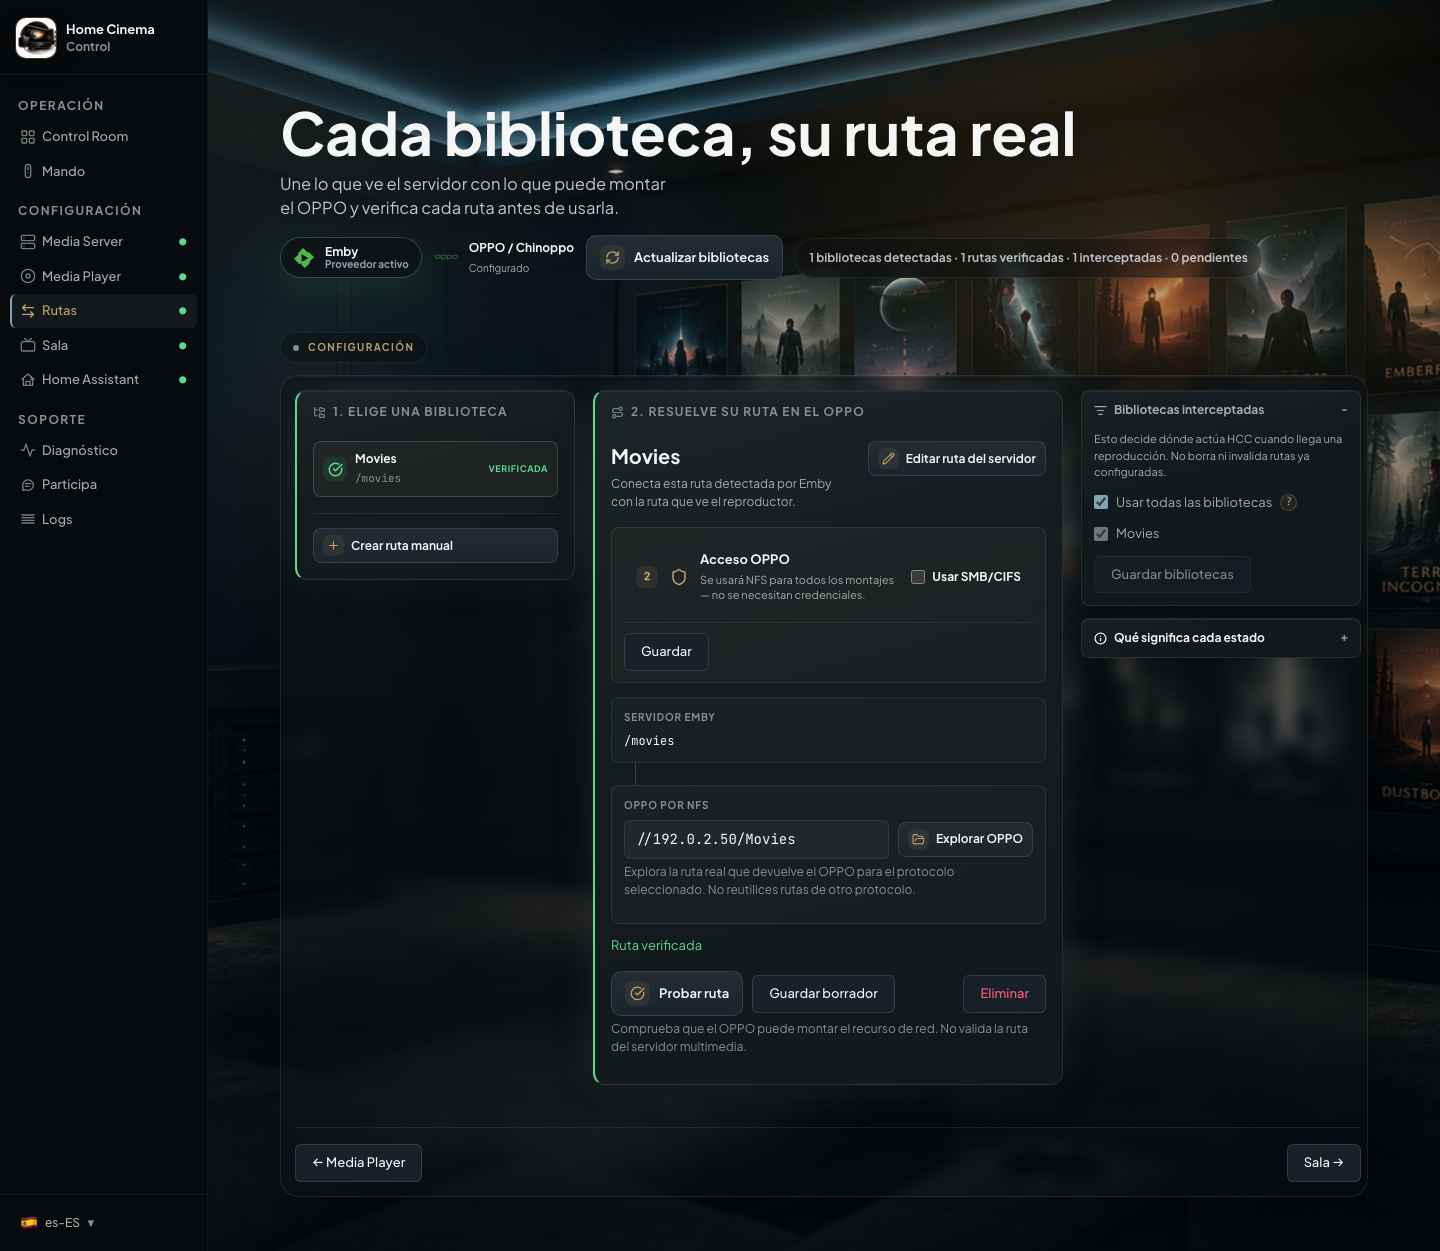 Home Cinema
Control
OPERACIÓN
Control Room
Mando
CONFIGURACIÓN
Media Server
Media Player
Rutas
Sala
Home Assistant
SOPORTE
Diagnóstico
Participa
Logs
es-ES ▾
Cada biblioteca, su ruta real
Une lo que ve el servidor con lo que puede montar
el OPPO y verifica cada ruta antes de usarla.
Emby
Proveedor activo
oppo
OPPO / Chinoppo
Configurado
Actualizar bibliotecas
1 bibliotecas detectadas · 1 rutas verificadas · 1 interceptadas · 0 pendientes
CONFIGURACIÓN
1. ELIGE UNA BIBLIOTECA
Movies
/movies
VERIFICADA
Crear ruta manual
2. RESUELVE SU RUTA EN EL OPPO
Movies
Editar ruta del servidor
Conecta esta ruta detectada por Emby
con la ruta que ve el reproductor.
2
Acceso OPPO
Se usará NFS para todos los montajes
— no se necesitan credenciales.
Usar SMB/CIFS
Guardar
SERVIDOR EMBY
/movies
OPPO POR NFS
//192.0.2.50/Movies
Explorar OPPO
Explora la ruta real que devuelve el OPPO para el protocolo
seleccionado. No reutilices rutas de otro protocolo.
Ruta verificada
Probar ruta
Guardar borrador
Eliminar
Comprueba que el OPPO puede montar el recurso de red. No valida la ruta
del servidor multimedia.
Bibliotecas interceptadas -
Esto decide dónde actúa HCC cuando llega una
reproducción. No borra ni invalida rutas ya
configuradas.
Usar todas las bibliotecas ?
Movies
Guardar bibliotecas
Qué significa cada estado +
← Media Player
Sala →